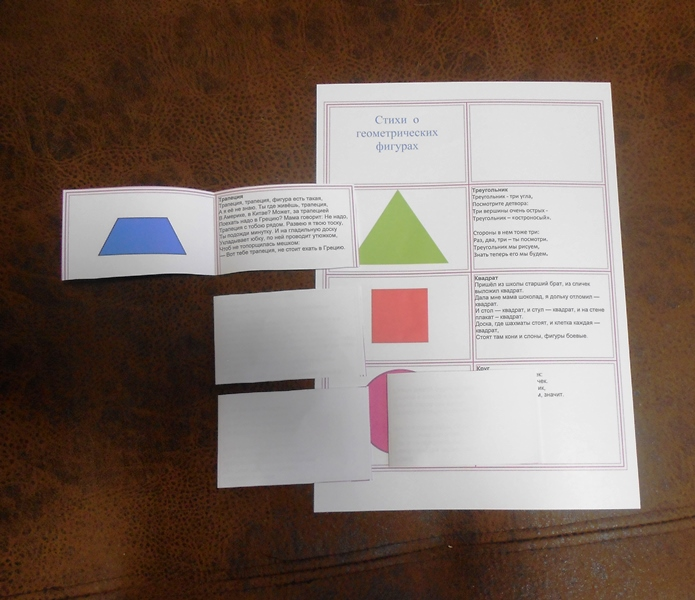 Стихи о
геометрических
фигурах
Трапеция
Трапеция, трапеция, фигура есть такая,
А я её не знаю. Ты где живёшь, трапеция,
В Америке, в Китае? Может, за трапецией
Поехать надо в Грецию? Мама говорит: Не надо,
Трапеция с тобою рядом. Развею я твою тоску,
Ты подожди минутку. И на гладильную доску
Укладывает юбку, по ней проводит утюжком,
Чтоб не топорщилась мешком:
— Вот тебе трапеция, не стоит ехать в Грецию.
Треугольник
Треугольник - три угла,
Посмотрите детвора:
Три вершины очень острых -
Треугольник – «остроносый».
Стороны в нем тоже три:
Раз, два, три – ты посмотри.
Треугольник мы рисуем,
Знать теперь его мы будем.
Квадрат
Пришёл из школы старший брат, из спичек
выложил квадрат.
Дала мне мама шоколад, я дольку отломил —
квадрат.
И стол — квадрат, и стул — квадрат, и на стене
плакат – квадрат.
Доска, где шахматы стоят, и клетка каждая —
квадрат,
Стоят там кони и слоны, фигуры боевые.
Круг
значит.